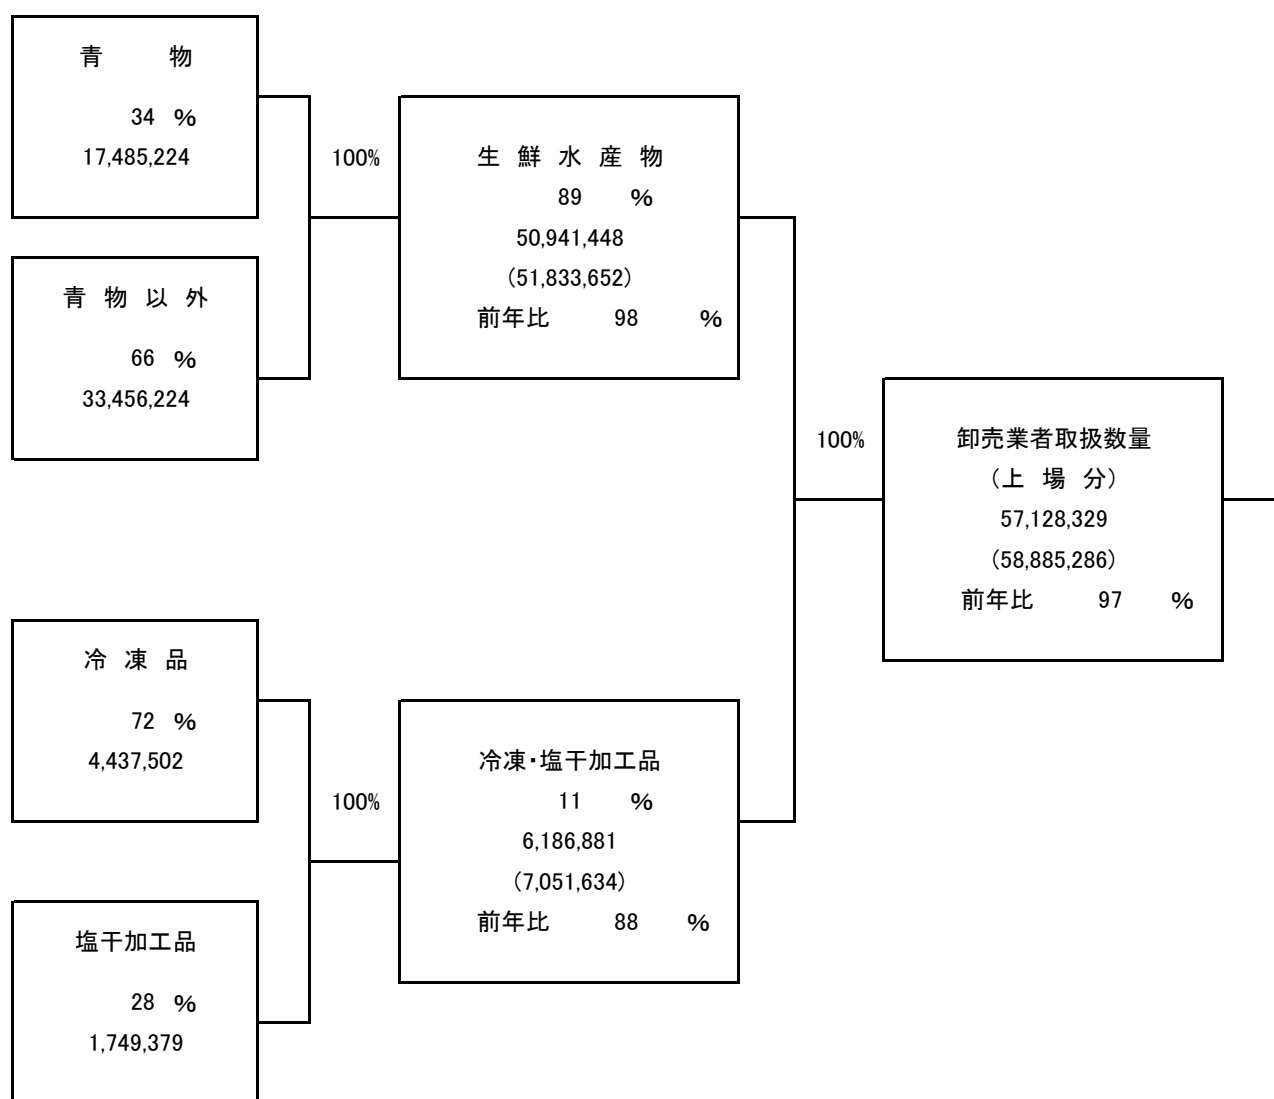 青 物
34 %
17,485,224
青 物 以 外
66 %
33,456,224
100%
生 鮮 水 産 物
89 %
50,941,448
(51,833,652)
前年比 98 %
冷 凍 品
72 %
4,437,502
塩干加工品
28 %
1,749,379
100%
冷凍・塩干加工品
11 %
6,186,881
(7,051,634)
前年比 88 %
100%
卸売業者取扱数量
(上 場 分)
57,128,329
(58,885,286)
前年比 97 %